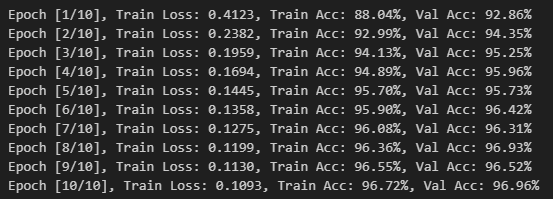 Epoch [1/10], Train Loss: 0.4123, Train Acc: 88.04%, Val Acc: 92.86%
Epoch [2/10], Train Loss: 0.2382, Train Acc: 92.99%, Val Acc: 94.35%
Epoch [3/10], Train Loss: 0.1959, Train Acc: 94.13%, Val Acc: 95.25%
Epoch [4/10], Train Loss: 0.1694, Train Acc: 94.89%, Val Acc: 95.96%
Epoch [5/10], Train Loss: 0.1445, Train Acc: 95.70%, Val Acc: 95.73%
Epoch [6/10], Train Loss: 0.1358, Train Acc: 95.90%, Val Acc: 96.42%
Epoch [7/10], Train Loss: 0.1275, Train Acc: 96.08%, Val Acc: 96.31%
Epoch [8/10], Train Loss: 0.1199, Train Acc: 96.36%, Val Acc: 96.93%
Epoch [9/10], Train Loss: 0.1130, Train Acc: 96.55%, Val Acc: 96.52%
Epoch [10/10], Train Loss: 0.1093, Train Acc: 96.72%, Val Acc: 96.96%